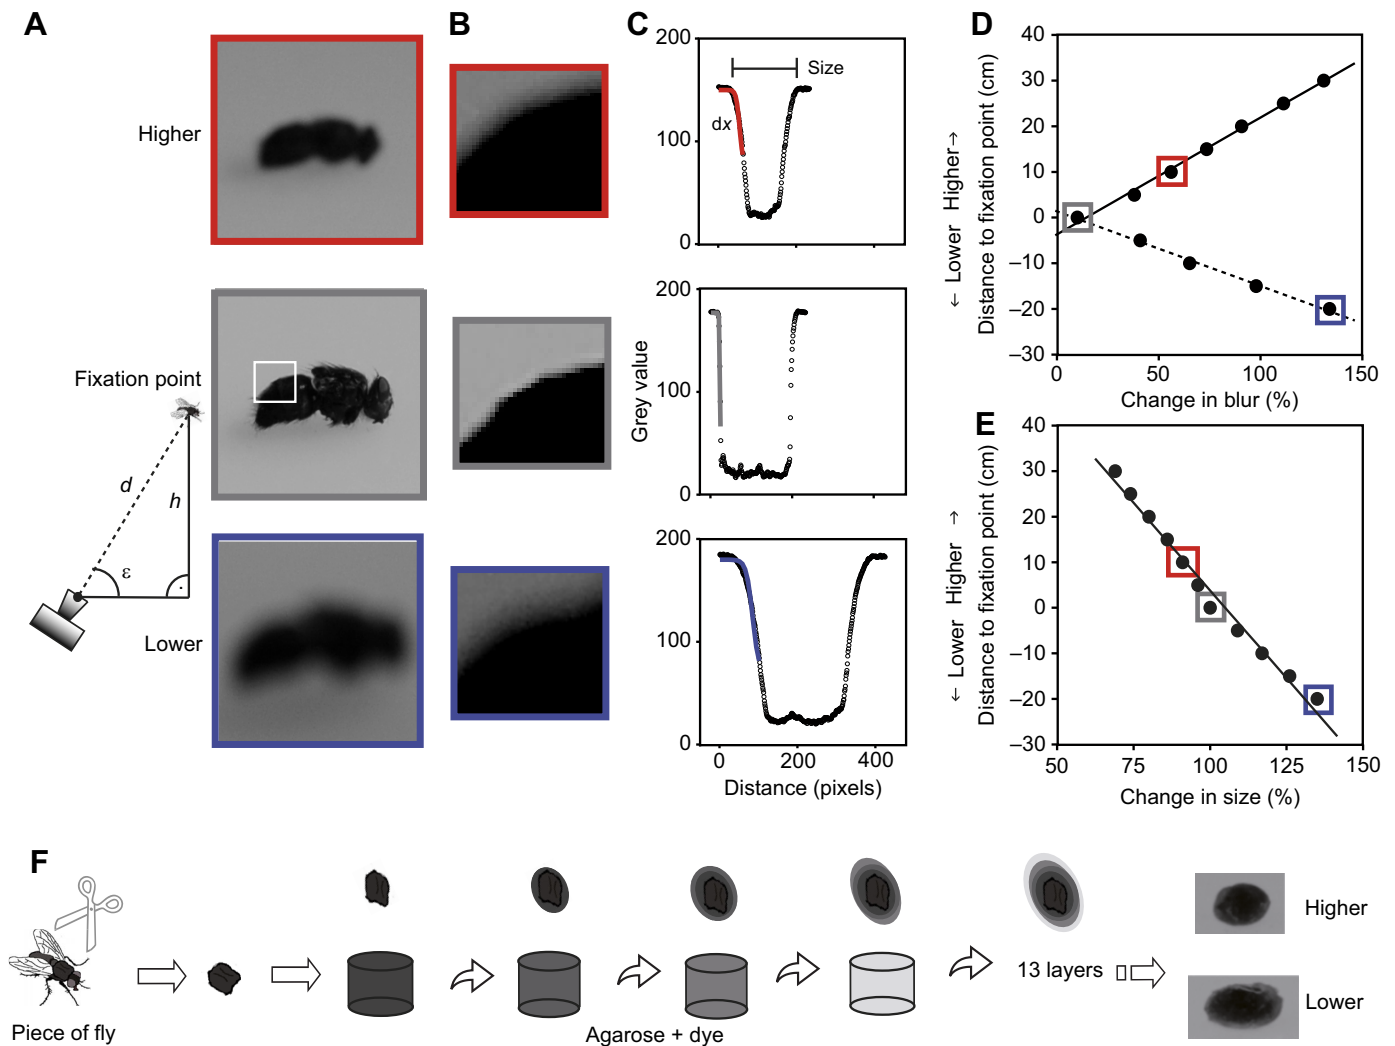 A
B
C
D
E
F
Higher
Fixation point
Lower
d
h
ε
200
100
0
Size
dx
200
100
0
Grey value
200
100
0
0
200
400
Distance (pixels)
40
30
20
10
0
–10
–20
–30
0
50
100
150
Change in blur (%)
← Lower Higher →
Distance to fixation point (cm)
40
30
20
10
0
–10
–20
–30
50
75
100
125
150
Change in size (%)
← Lower Higher →
Distance to fixation point (cm)
Piece of fly
Agarose + dye
13 layers
Higher
Lower